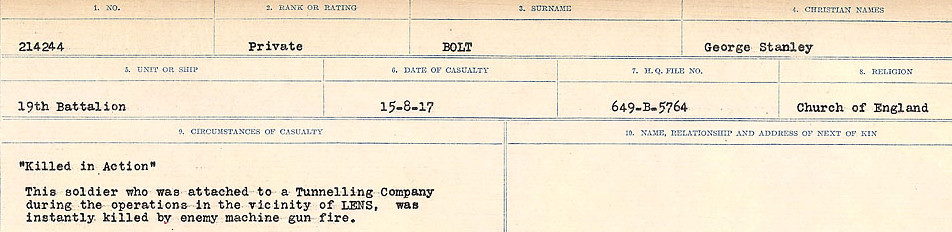 1. NO. 2. RANK OR RATING 3. SURNAME 4. CHRISTIAN NAMES
214244 Private BOLT George Stanley
5. UNIT OR SHIP 6. DATE OF CASUALTY 7. H.Q. FILE NO. 8. RELIGION
19th Battalion 15-8-17 649-B-5764 Church of England
9. CIRCUMSTANCES OF CASUALTY 10. NAME, RELATIONSHIP AND ADDRESS OF NEXT OF KIN
"Killed in Action"
This soldier who was attached to a Tunnelling Company
during the operations in the vicinity of LENS, was
instantly killed by enemy machine gun fire.